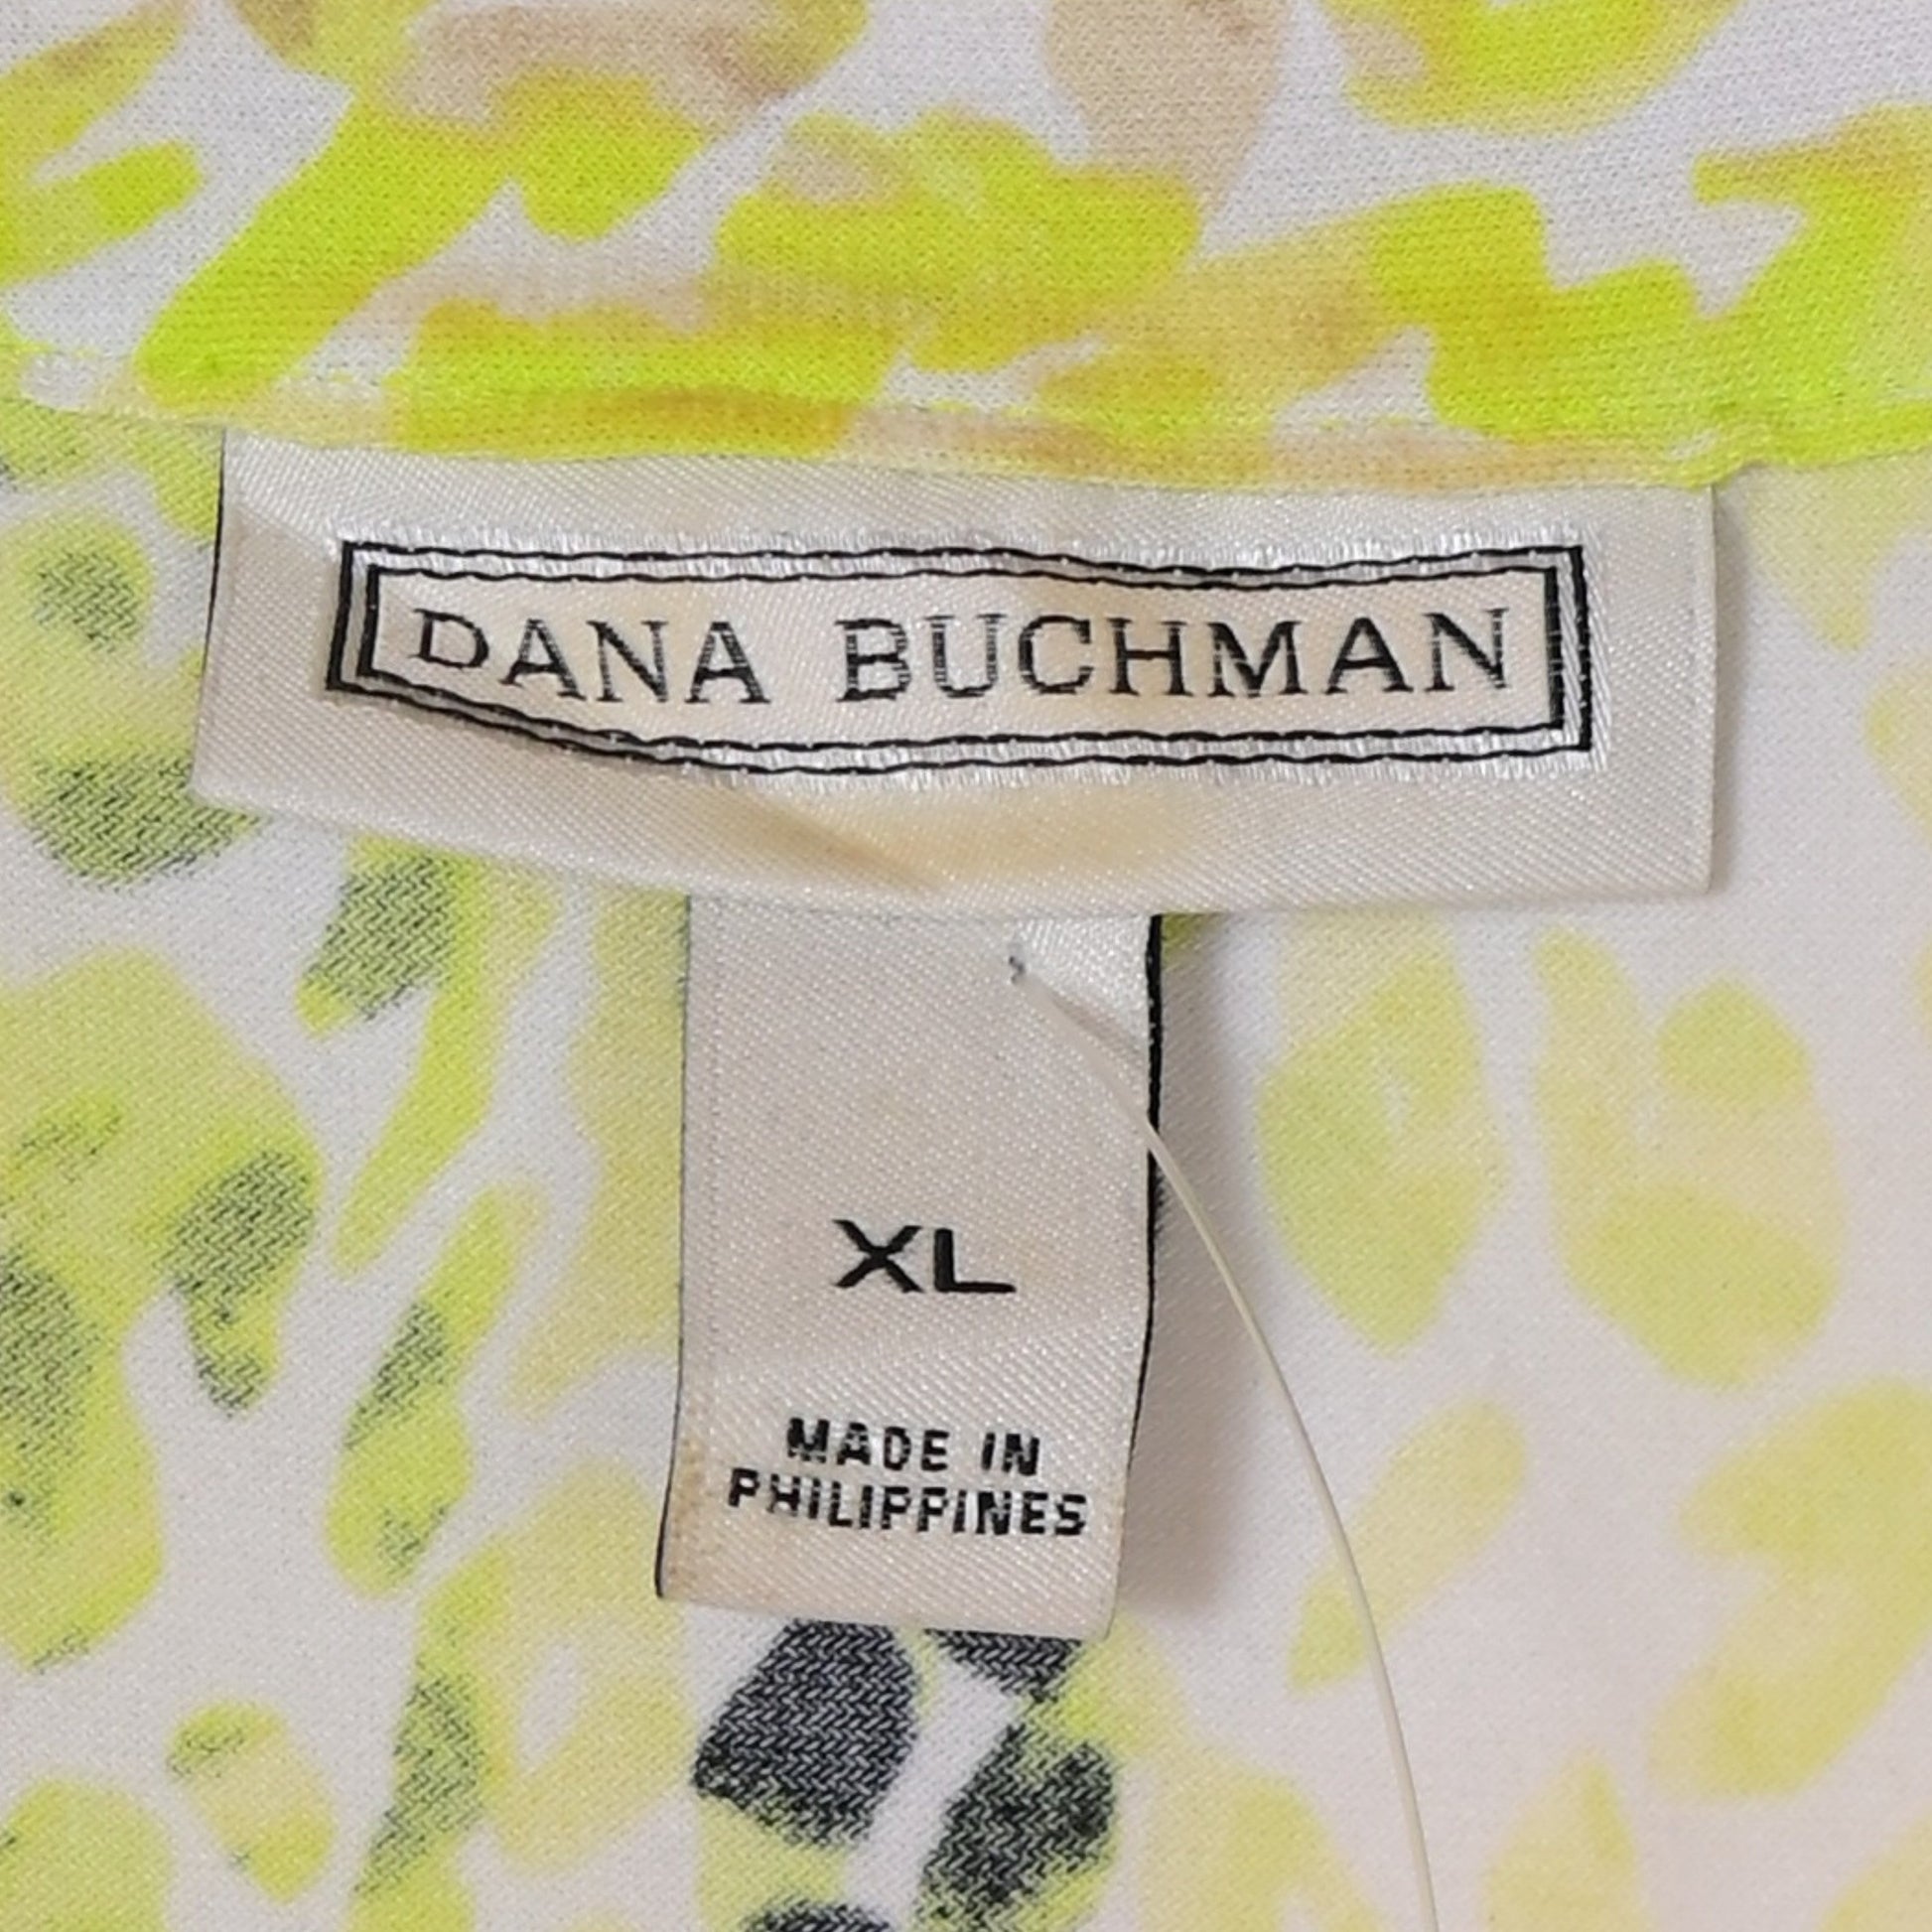 DANA BUCHMAN
XL
MADE IN
PHILIPPINES